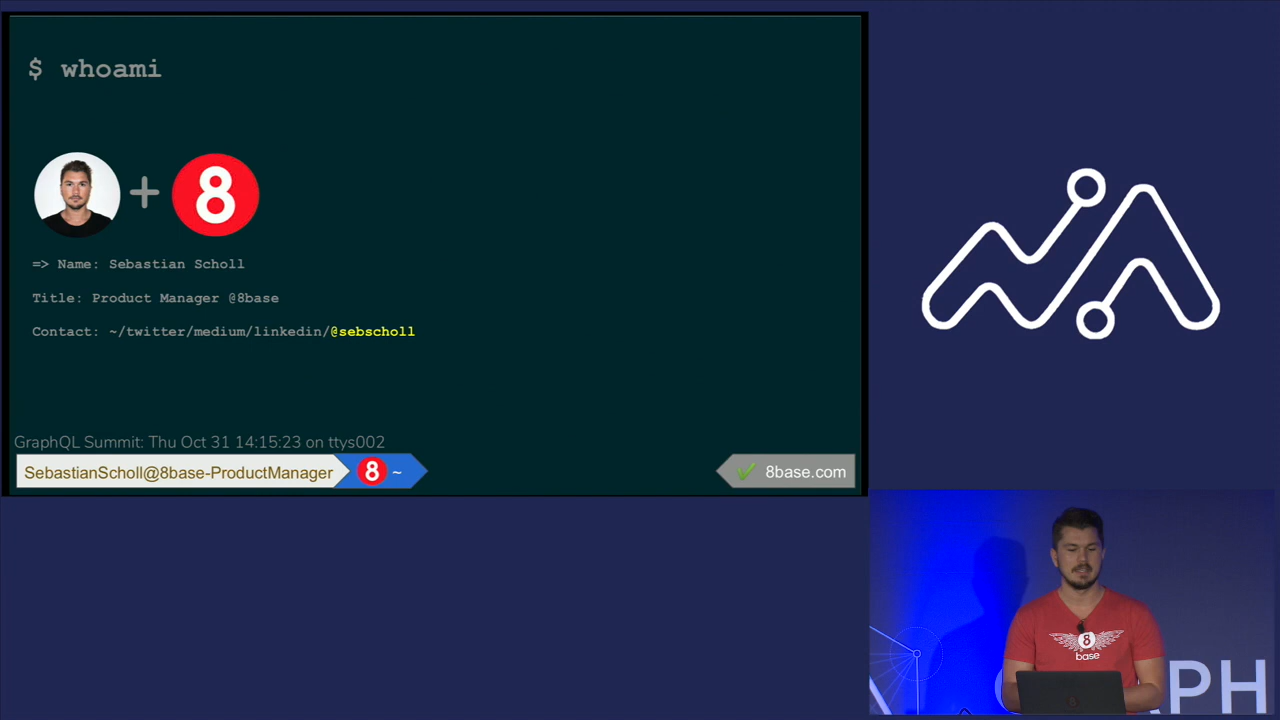 $ whoami
+ 8
=> Name: Sebastian Scholl
Title: Product Manager @8base
Contact: ~/twitter/medium/linkedin/@sebscholl
GraphQL Summit: Thu Oct 31 14:15:23 on ttys002
SebastianScholl@8base-ProductManager 8 ~
8base.com
8
base
GRAPH